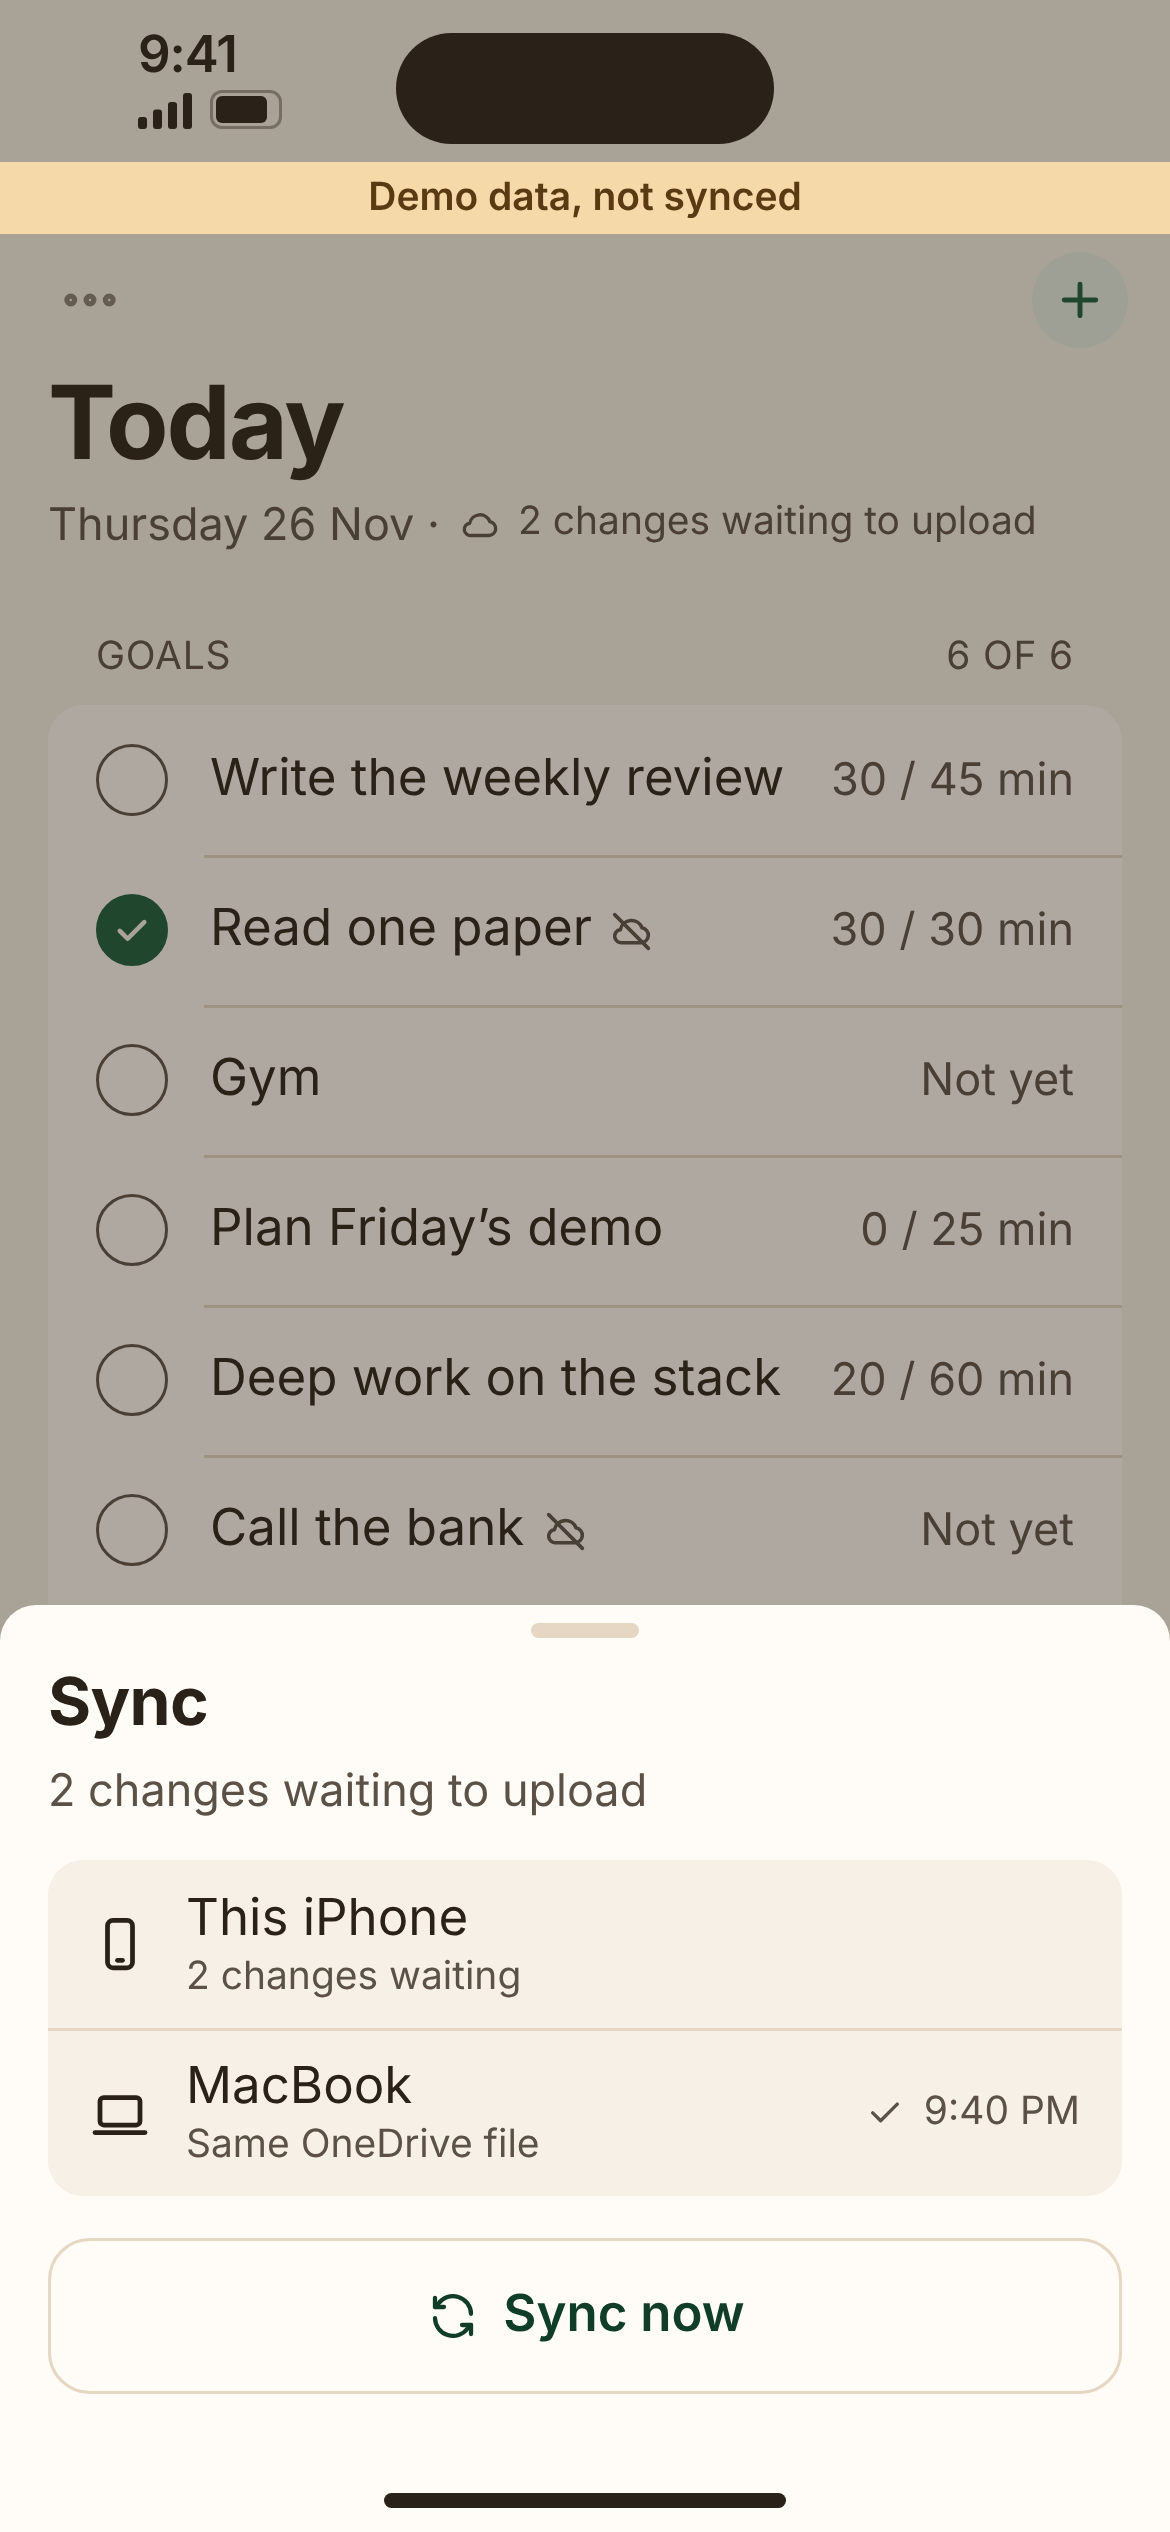 9:41
Demo data, not synced
Today
Thursday 26 Nov · 2 changes waiting to upload
GOALS 6 OF 6
Write the weekly review 30 / 45 min
Read one paper 30 / 30 min
Gym Not yet
Plan Friday’s demo 0 / 25 min
Deep work on the stack 20 / 60 min
Call the bank Not yet
Sync
2 changes waiting to upload
This iPhone
2 changes waiting
MacBook
Same OneDrive file
9:40 PM
Sync now